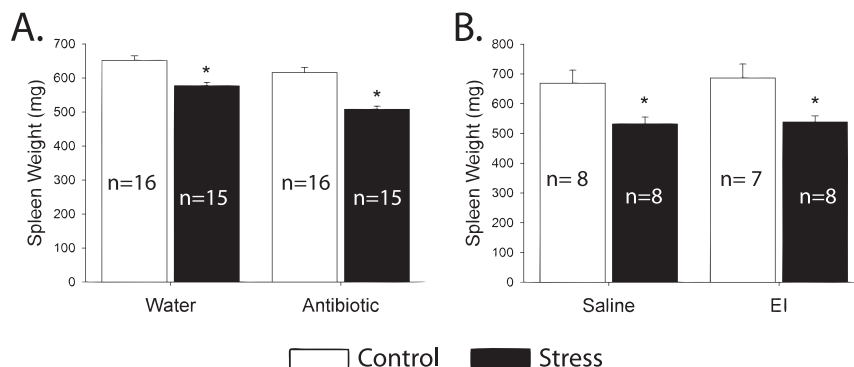 A.
B.
Spleen Weight (mg)
700
600
500
400
300
200
100
0
*
*
n=16
n=15
n=16
n=15
Water
Antibiotic
Spleen Weight (mg)
800
700
600
500
400
300
200
100
0
*
*
n= 8
n=8
n= 7
n=8
Saline
EI
Control
Stress